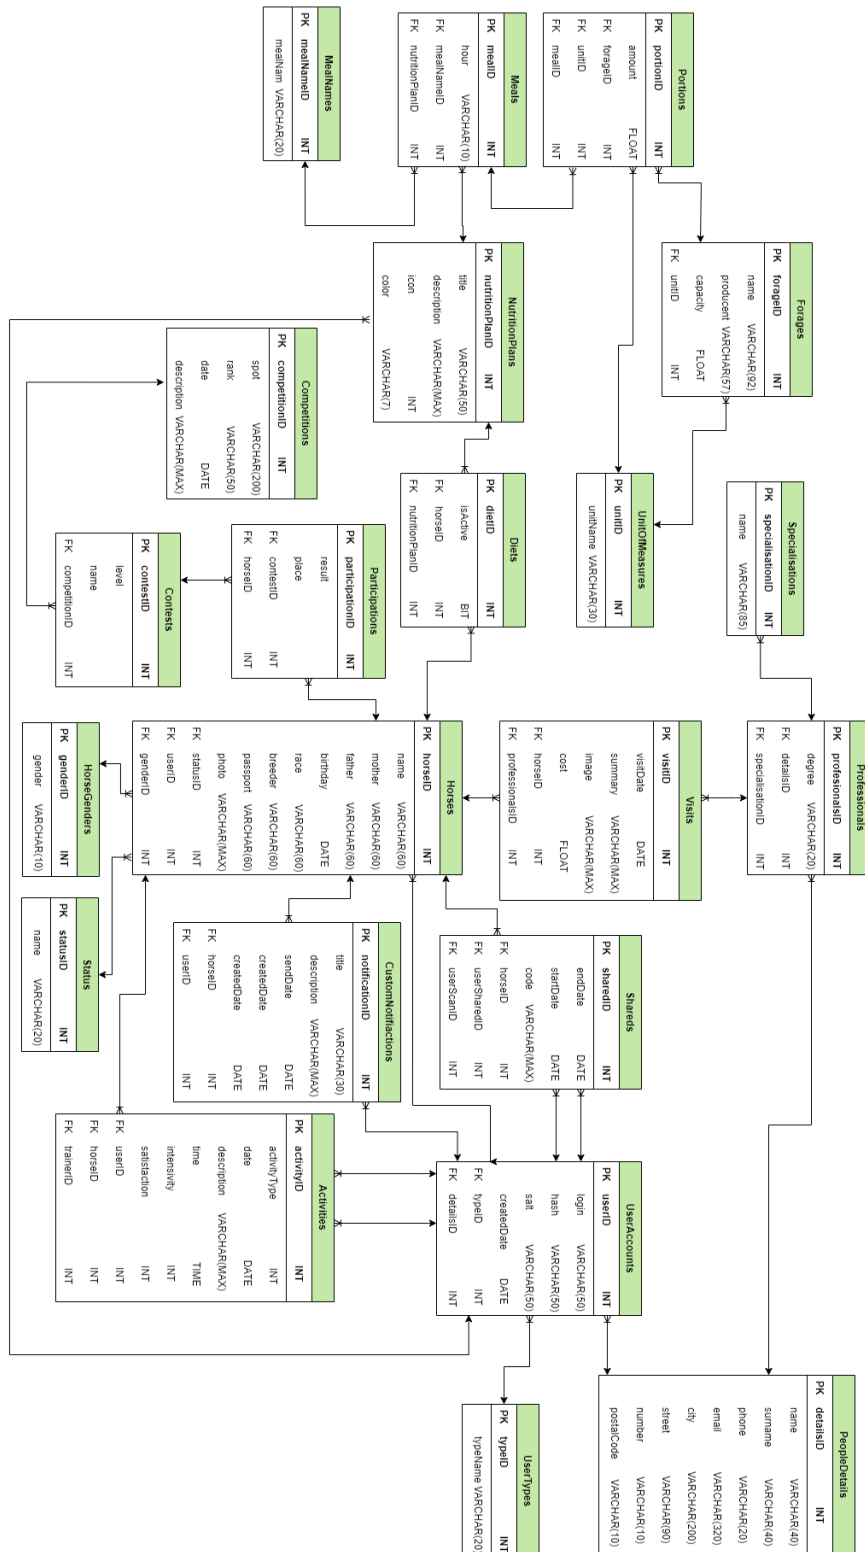 Portions
PK portionID INT
amount FLOAT
FK forageID INT
FK unitID INT
FK mealID INT
Meals
PK mealID INT
hour VARCHAR(10)
FK mealNameID INT
FK nutritionPlanID INT
MealNames
PK mealNameID INT
mealNam VARCHAR(20)
Forages
PK forageID INT
name VARCHAR(92)
producent VARCHAR(57)
capacity FLOAT
FK unitID INT
NutritionPlans
PK nutritionPlanID INT
title VARCHAR(50)
description VARCHAR(MAX)
icon INT
color VARCHAR(7)
Competitions
PK competitionID INT
spot VARCHAR(200)
rank VARCHAR(50)
date DATE
description VARCHAR(MAX)
Specialisations
PK specialisationID INT
name VARCHAR(85)
UnitOfMeasures
PK unitID INT
unitName VARCHAR(30)
Diets
PK dietID INT
isActive BIT
FK horseID INT
FK nutritionPlanID INT
Participations
PK participationID INT
result
place
FK contestID INT
FK horseID INT
Contests
PK contestID INT
level
name
FK competitionID INT
Professionals
PK profesionalsID INT
degree VARCHAR(20)
FK detailsID INT
FK specialisationID INT
Visits
PK visitID INT
visitDate DATE
summary VARCHAR(MAX)
image VARCHAR(MAX)
cost FLOAT
FK horseID INT
FK professionalsID INT
Horses
PK horseID INT
name VARCHAR(60)
mother VARCHAR(60)
father VARCHAR(60)
birthday DATE
race VARCHAR(60)
breeder VARCHAR(60)
passport VARCHAR(60)
photo VARCHAR(MAX)
FK statusID INT
FK userID INT
FK genderID INT
HorseGenders
PK genderID INT
gender VARCHAR(10)
Shareds
PK sharedID INT
endDate DATE
startDate DATE
code VARCHAR(MAX)
FK horseID INT
FK userSharedID INT
FK userScanID INT
CustomNotifiactions
PK notificationID INT
title VARCHAR(30)
description VARCHAR(MAX)
sendDate DATE
createdDate DATE
createdDate DATE
FK horseID INT
FK userID INT
Status
PK statusID INT
name VARCHAR(20)
UserAccounts
PK userID INT
login VARCHAR(50)
hash VARCHAR(50)
salt VARCHAR(50)
createdDate DATE
FK typeID INT
FK detailsID INT
Activities
PK activityID INT
activityType INT
date DATE
description VARCHAR(MAX)
time TIME
intensivity INT
satisfaction INT
FK userID INT
FK horseID INT
FK trainerID INT
PeopleDetails
PK detailsID INT
name VARCHAR(40)
surname VARCHAR(40)
phone VARCHAR(20)
email VARCHAR(320)
city VARCHAR(200)
street VARCHAR(90)
number VARCHAR(10)
postalCode VARCHAR(10)
UserTypes
PK typeID INT
typeName VARCHAR(20)